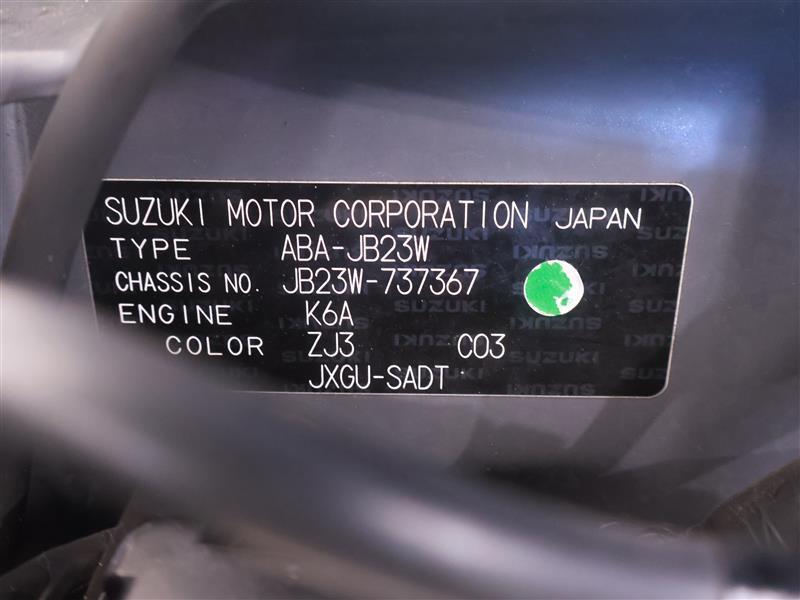 SUZUKI MOTOR CORPORATION JAPAN
TYPE ABA-JB23W
CHASSIS NO. JB23W-737367
ENGINE K6A
COLOR ZJ3 C03
JXGU-SADT